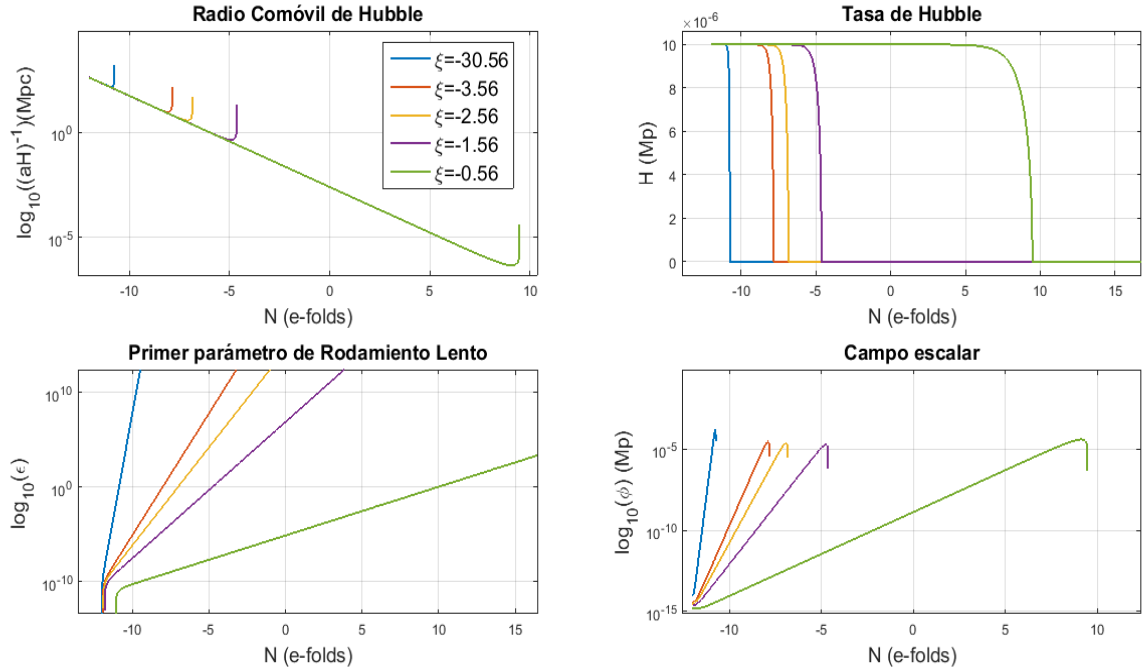 Radio Comóvil de Hubble
log10((aH)^-1)(Mpc)
10^0
10^-5
-10 -5 0 5 10
N (e-folds)
ξ=-30.56
ξ=-3.56
ξ=-2.56
ξ=-1.56
ξ=-0.56
Tasa de Hubble
×10^-6
H (Mp)
10
8
6
4
2
0
-10 -5 0 5 10 15
N (e-folds)
Primer parámetro de Rodamiento Lento
log10(ϵ)
10^10
10^0
10^-10
-10 -5 0 5 10 15
N (e-folds)
Campo escalar
log10(ϕ) (Mp)
10^-5
10^-10
10^-15
-10 -5 0 5 10
N (e-folds)